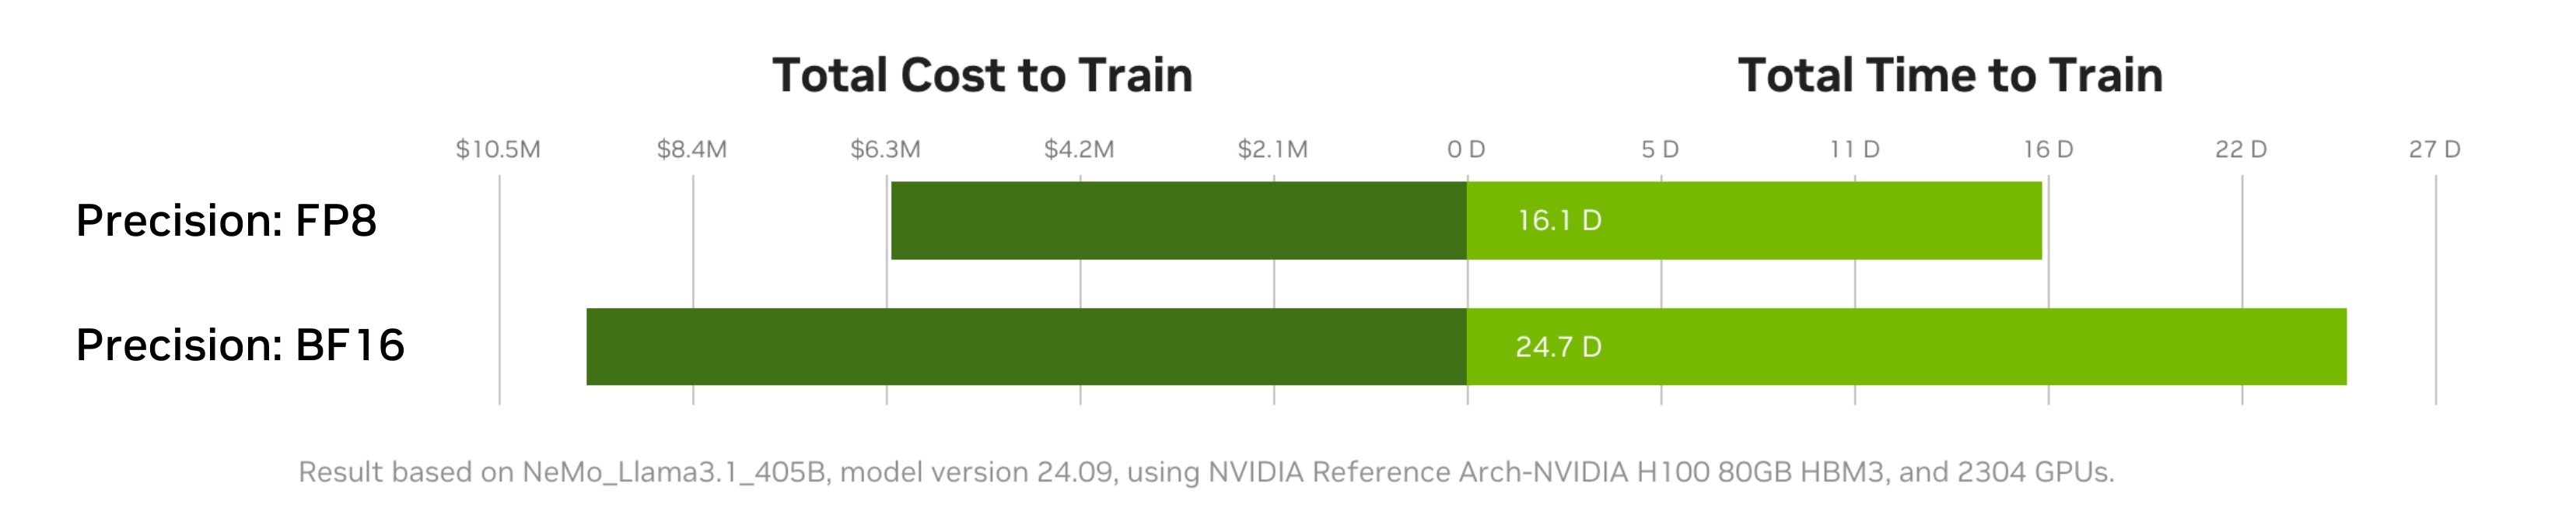 Total Cost to Train Total Time to Train
$10.5M $8.4M $6.3M $4.2M $2.1M 0 D 5 D 11 D 16 D 22 D 27 D
Precision: FP8 16.1 D
Precision: BF16 24.7 D
Result based on NeMo_Llama3.1_405B, model version 24.09, using NVIDIA Reference Arch-NVIDIA H100 80GB HBM3, and 2304 GPUs.